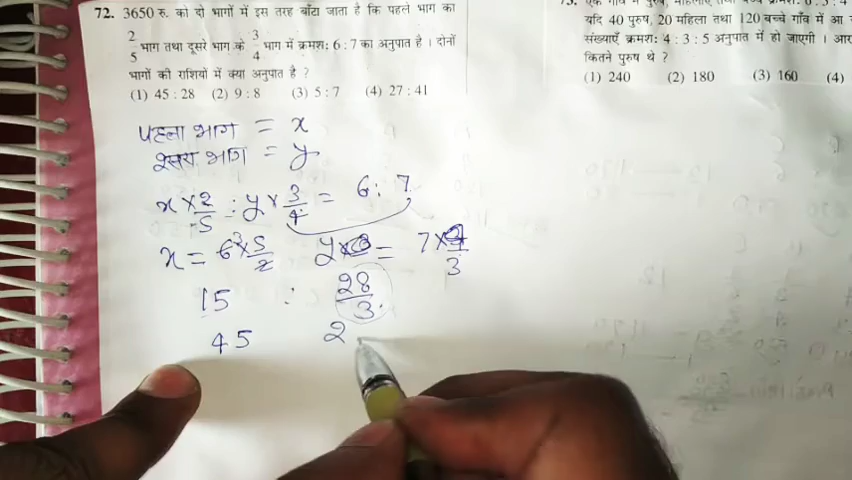 72. 3650 रु. को दो भागों में इस तरह बाँटा जाता है कि पहले भाग का
2/5 भाग तथा दूसरे भाग के 3/4 भाग में क्रमश: 6 : 7 का अनुपात है । दोनों
भागों की राशियों में क्या अनुपात है ?
(1) 45 : 28 (2) 9 : 8 (3) 5 : 7 (4) 27 : 41
पहला भाग = x
दूसरा भाग = y
x × 2/5 : y × 3/4 = 6 : 7
x = 6 3 × 5/2 y = 7 × 4/3
15 : 28/3
45 2
यदि 40 पुरुष, 20 महिला तथा 120 बच्चे गाँव में आ
संख्याएँ क्रमश: 4 : 3 : 5 अनुपात में हो जाएगी ।
कितने पुरुष थे ?
(1) 240 (2) 180 (3) 160 (4)